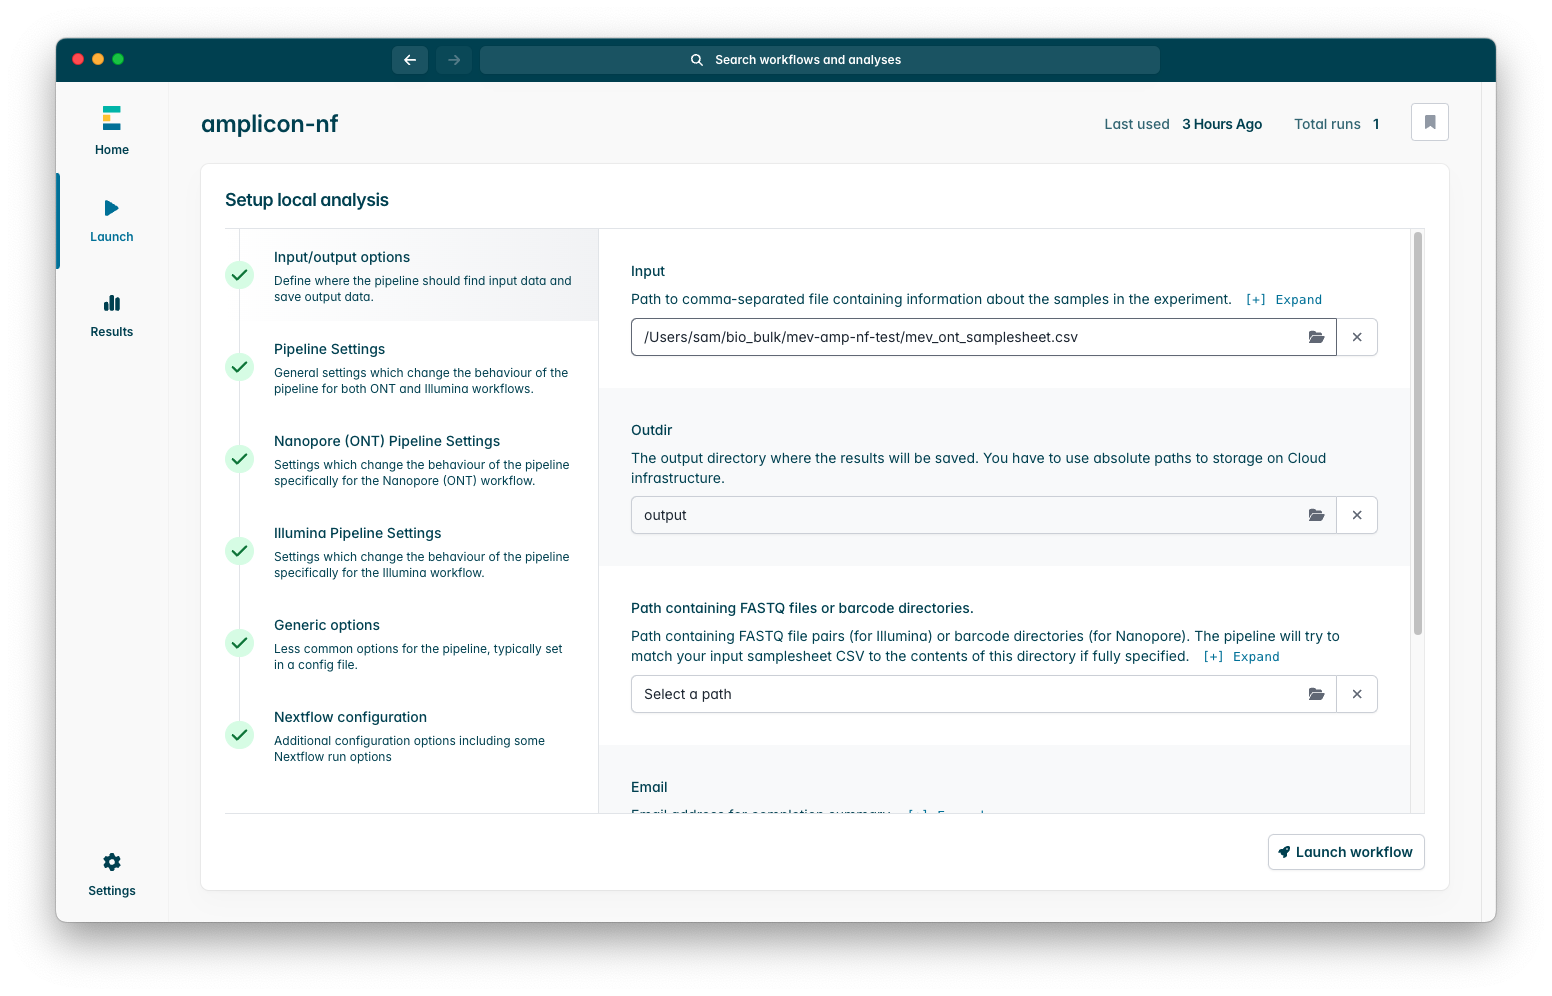 Search workflows and analyses
Home
Launch
Results
Settings
amplicon-nf
Last used 3 Hours Ago Total runs 1
Setup local analysis
Input/output options
Define where the pipeline should find input data and
save output data.
Pipeline Settings
General settings which change the behaviour of the
pipeline for both ONT and Illumina workflows.
Nanopore (ONT) Pipeline Settings
Settings which change the behaviour of the pipeline
specifically for the Nanopore (ONT) workflow.
Illumina Pipeline Settings
Settings which change the behaviour of the pipeline
specifically for the Illumina workflow.
Generic options
Less common options for the pipeline, typically set
in a config file.
Nextflow configuration
Additional configuration options including some
Nextflow run options
Input
Path to comma-separated file containing information about the samples in the experiment. [+] Expand
/Users/sam/bio_bulk/mev-amp-nf-test/mev_ont_samplesheet.csv
Outdir
The output directory where the results will be saved. You have to use absolute paths to storage on Cloud
infrastructure.
output
Path containing FASTQ files or barcode directories.
Path containing FASTQ file pairs (for Illumina) or barcode directories (for Nanopore). The pipeline will try to
match your input samplesheet CSV to the contents of this directory if fully specified. [+] Expand
Select a path
Email
Email address for completion summary. [+] Expand
Launch workflow